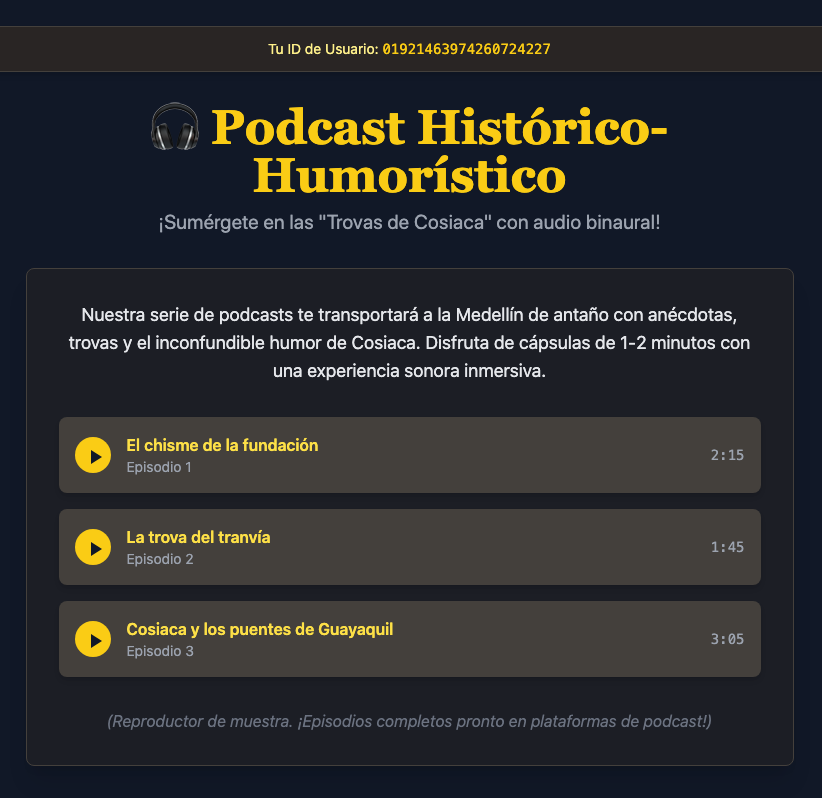 Tu ID de Usuario: 01921463974260724227
🎧 Podcast Histórico-
Humorístico
¡Sumérgete en las "Trovas de Cosiaca" con audio binaural!
Nuestra serie de podcasts te transportará a la Medellín de antaño con anécdotas,
trovas y el inconfundible humor de Cosiaca. Disfruta de cápsulas de 1-2 minutos con
una experiencia sonora inmersiva.
El chisme de la fundación
Episodio 1
2:15
La trova del tranvía
Episodio 2
1:45
Cosiaca y los puentes de Guayaquil
Episodio 3
3:05
(Reproductor de muestra. ¡Episodios completos pronto en plataformas de podcast!)